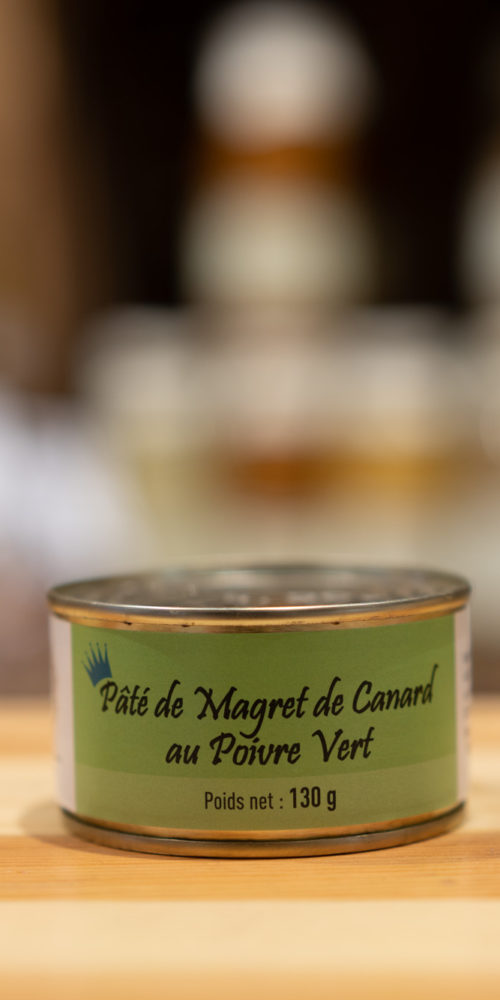 Pâté de Magret de Canard
au Poivre Vert
Poids net : 130 g